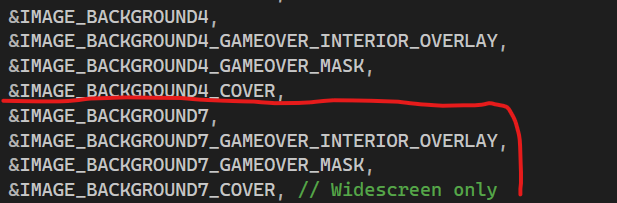 &IMAGE_BACKGROUND4,
&IMAGE_BACKGROUND4_GAMEOVER_INTERIOR_OVERLAY,
&IMAGE_BACKGROUND4_GAMEOVER_MASK,
&IMAGE_BACKGROUND4_COVER,
&IMAGE_BACKGROUND7,
&IMAGE_BACKGROUND7_GAMEOVER_INTERIOR_OVERLAY,
&IMAGE_BACKGROUND7_GAMEOVER_MASK,
&IMAGE_BACKGROUND7_COVER, // Widescreen only